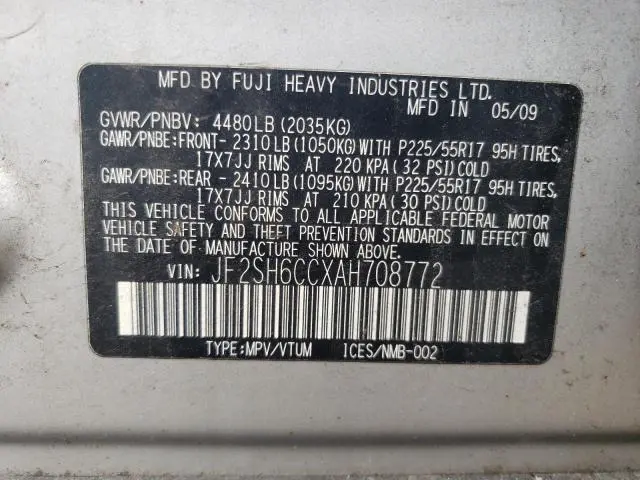 MFD BY FUJI HEAVY INDUSTRIES LTD.
MFD IN 05/09
GVWR/PNBV: 4480LB (2035KG)
GAWR/PNBE:FRONT- 2310 LB (1050KG) WITH P225/55R17 95H TIRES,
17X7JJ RIMS AT 220 KPA (32 PSI) COLD
GAWR/PNBE:REAR - 2410 LB (1095KG) WITH P225/55R17 95H TIRES,
17X7JJ RIMS AT 210 KPA (30 PSI) COLD
THIS VEHICLE CONFORMS TO ALL APPLICABLE FEDERAL MOTOR
VEHICLE SAFETY AND THEFT PREVENTION STANDARDS IN EFFECT ON
THE DATE OF MANUFACTURE SHOWN ABOVE.
VIN: JF2SH6CCXAH708772
TYPE:MPV/VTUM ICES/NMB-002